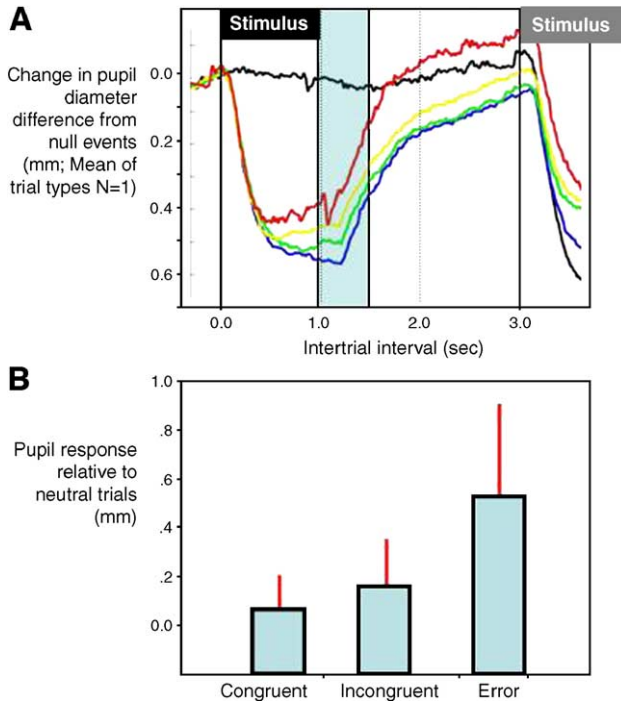 A
Stimulus
Stimulus
Change in pupil
diameter
difference from
null events
(mm; Mean of
trial types N=1)
0.0
0.2
0.4
0.6
0.0
1.0
2.0
3.0
Intertrial interval (sec)
B
Pupil response
relative to
neutral trials
(mm)
1.0
.8
.6
.4
.2
0.0
Congruent
Incongruent
Error